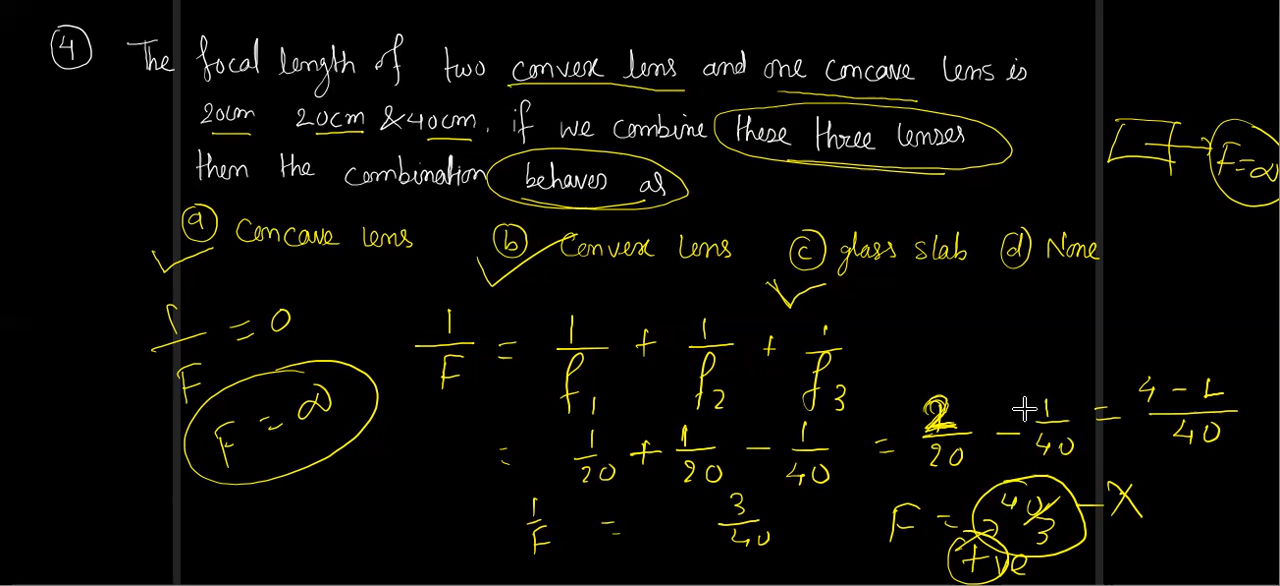 ④ The focal length of two convex lens and one concave lens is
20cm 20cm & 40cm. if we combine these three lenses
then the combination behaves as
F = ∞
ⓐ Concave lens ⓑ Convex lens ⓒ glass slab ⓓ None
1/F = 0
F = ∞
1/F = 1/f1 + 1/f2 + 1/f3
= 1/20 + 1/20 - 1/40 = 2/20 - 1/40 = 4 - 1/40
1/F = 3/40
F = 40/3 - X
+ve